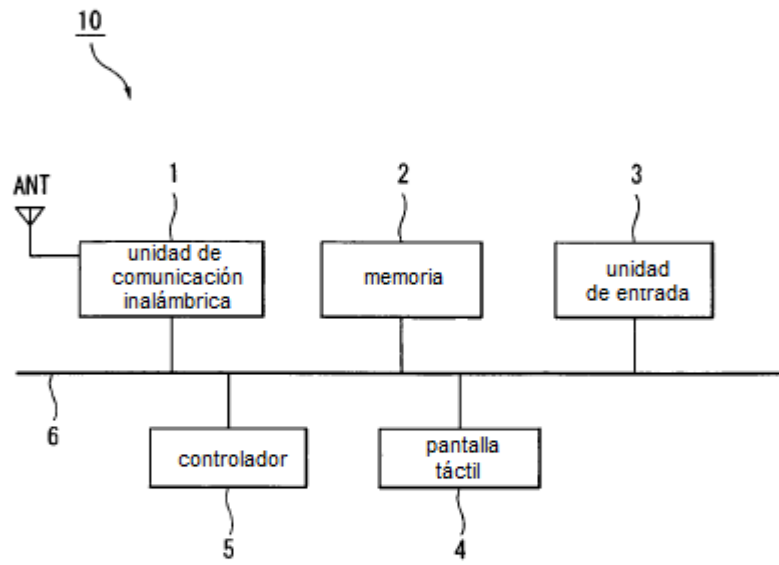 10
ANT
1
2
3
unidad de
comunicación
inalámbrica
memoria
unidad
de entrada
6
controlador
pantalla
táctil
5
4